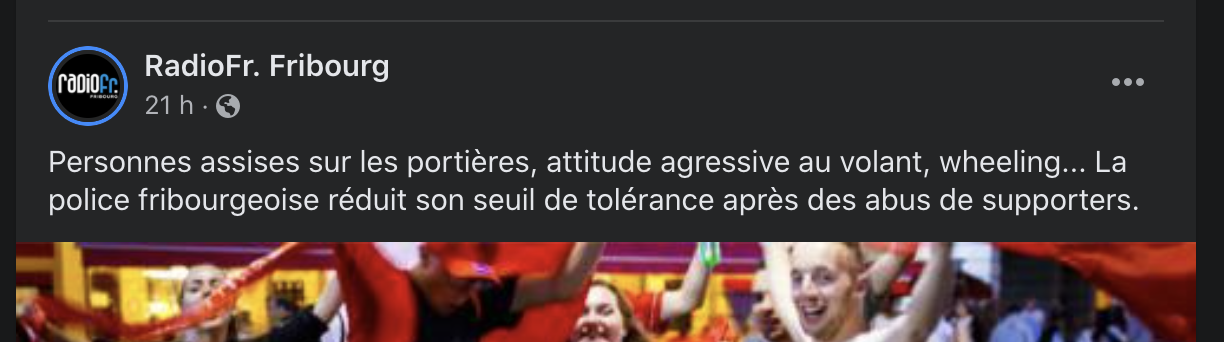 radioFr.
FRIBOURG
RadioFr. Fribourg
21 h ·
Personnes assises sur les portières, attitude agressive au volant, wheeling... La
police fribourgeoise réduit son seuil de tolérance après des abus de supporters.